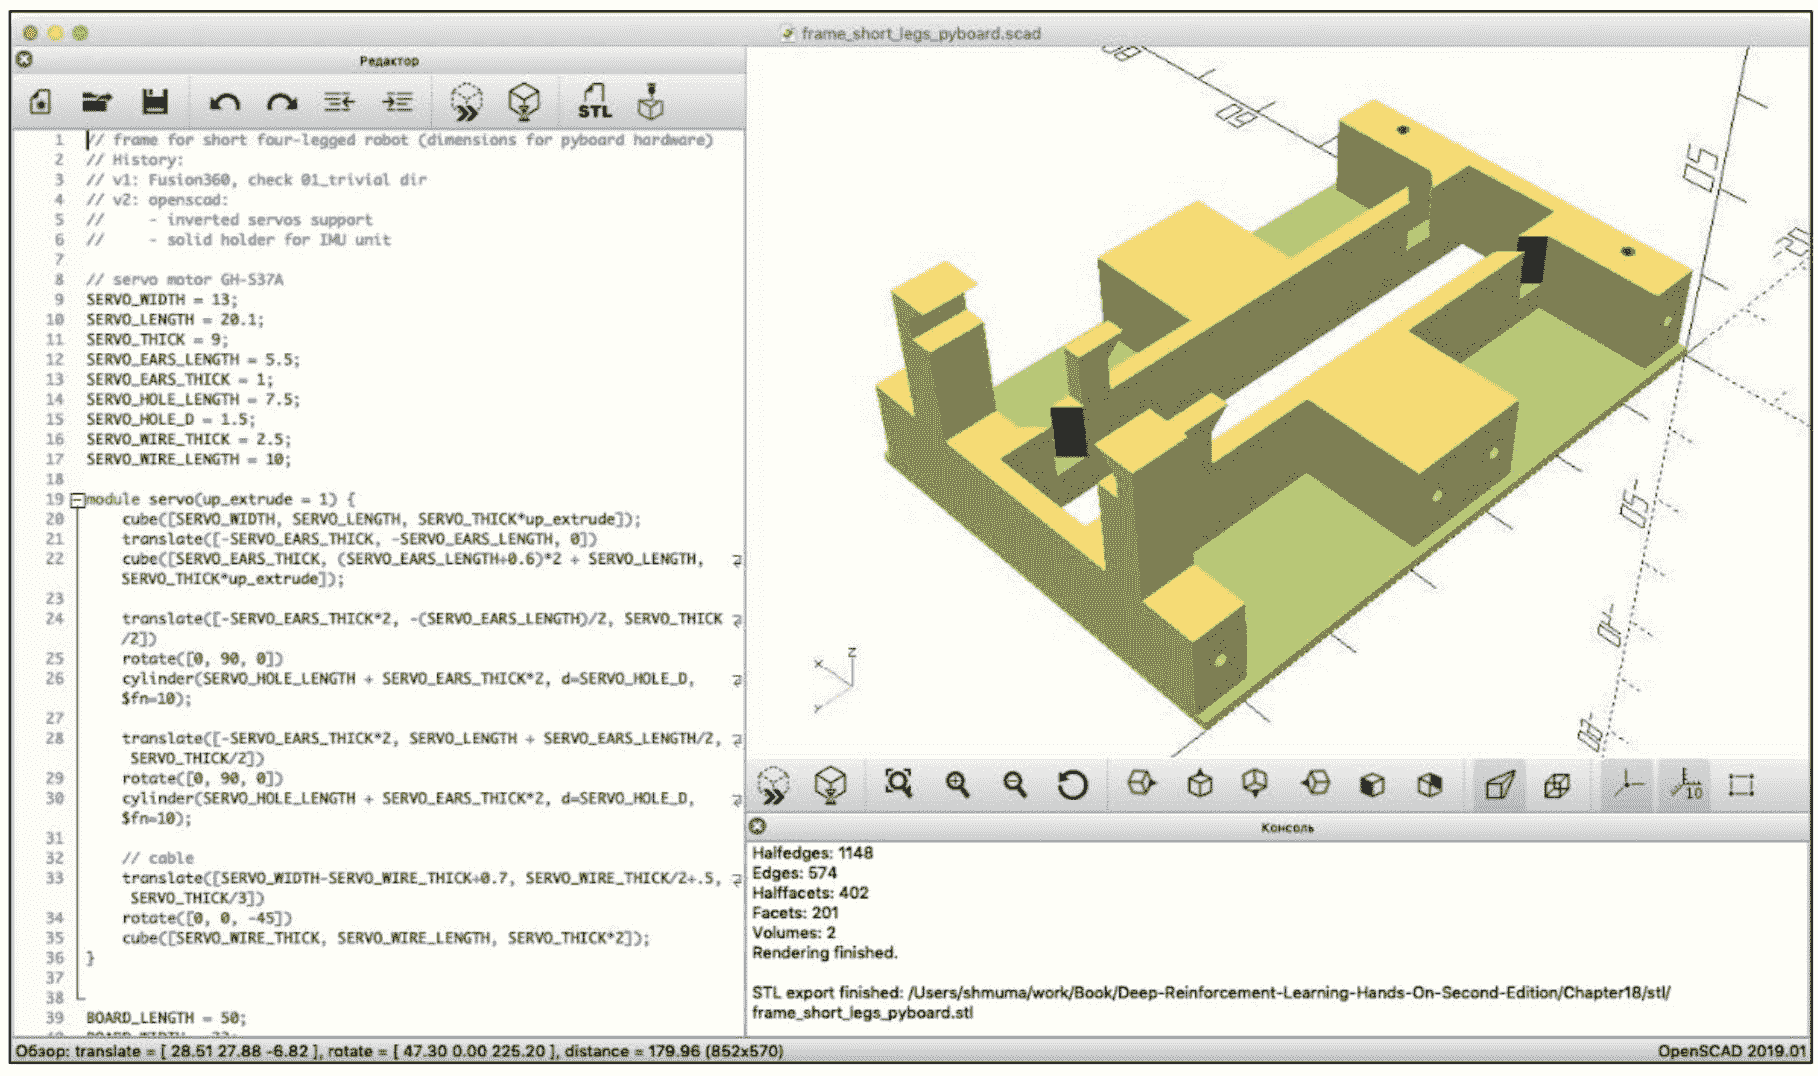 frame_short_legs_pyboard.scad
Редактор
STL
1 // frame for short four-legged robot (dimensions for pyboard hardware)
2 // History:
3 // v1: Fusion360, check 01_trivial dir
4 // v2: openscad:
5 //     - inverted servos support
6 //     - solid holder for IMU unit
7
8 // servo motor GH-S37A
9 SERVO_WIDTH = 13;
10 SERVO_LENGTH = 20.1;
11 SERVO_THICK = 9;
12 SERVO_EARS_LENGTH = 5.5;
13 SERVO_EARS_THICK = 1;
14 SERVO_HOLE_LENGTH = 7.5;
15 SERVO_HOLE_D = 1.5;
16 SERVO_WIRE_THICK = 2.5;
17 SERVO_WIRE_LENGTH = 10;
18
19 module servo(up_extrude = 1) {
20     cube([SERVO_WIDTH, SERVO_LENGTH, SERVO_THICK*up_extrude]);
21     translate([-SERVO_EARS_THICK, -SERVO_EARS_LENGTH, 0])
22     cube([SERVO_EARS_THICK, (SERVO_EARS_LENGTH+0.6)*2 + SERVO_LENGTH,
SERVO_THICK*up_extrude]);
23
24     translate([-SERVO_EARS_THICK*2, -(SERVO_EARS_LENGTH)/2, SERVO_THICK
/2])
25     rotate([0, 90, 0])
26     cylinder(SERVO_HOLE_LENGTH + SERVO_EARS_THICK*2, d=SERVO_HOLE_D,
$fn=10);
27
28     translate([-SERVO_EARS_THICK*2, SERVO_LENGTH + SERVO_EARS_LENGTH/2,
SERVO_THICK/2])
29     rotate([0, 90, 0])
30     cylinder(SERVO_HOLE_LENGTH + SERVO_EARS_THICK*2, d=SERVO_HOLE_D,
$fn=10);
31
32     // cable
33     translate([SERVO_WIDTH-SERVO_WIRE_THICK+0.7, SERVO_WIRE_THICK/2+.5,
SERVO_THICK/3])
34     rotate([0, 0, -45])
35     cube([SERVO_WIRE_THICK, SERVO_WIRE_LENGTH, SERVO_THICK*2]);
36 }
37
38
39 BOARD_LENGTH = 50;
z
x
y
10
Консоль
Halfedges: 1148
Edges: 574
Halffacets: 402
Facets: 201
Volumes: 2
Rendering finished.
STL export finished: /Users/shmuma/work/Book/Deep-Reinforcement-Learning-Hands-On-Second-Edition/Chapter18/stl/
frame_short_legs_pyboard.stl
Обзор: translate = [ 28.51 27.88 -6.82 ], rotate = [ 47.30 0.00 225.20 ], distance = 179.96 (852x570)
OpenSCAD 2019.01